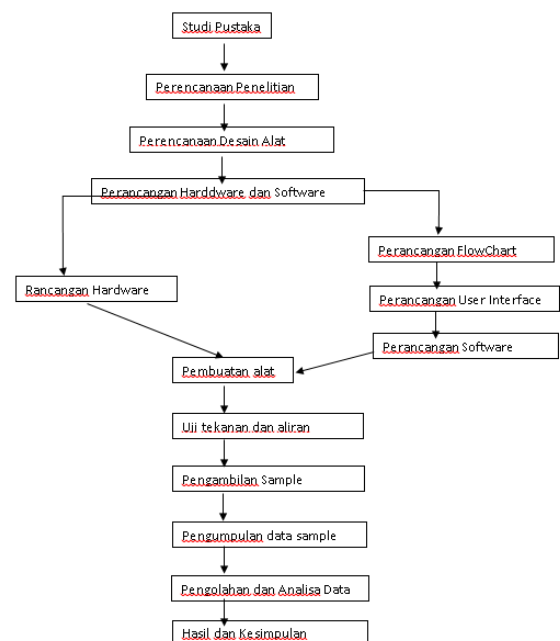 Studi Pustaka
Perencanaan Penelitian
Perencanaan Desain Alat
Perancangan Harddware dan Software
Perancangan FlowChart
Rancangan Hardware
Perancangan User Interface
Perancangan Software
Pembuatan alat
Uji tekanan dan aliran
Pengambilan Sample
Pengumpulan data sample
Pengolahan dan Analisa Data
Hasil dan Kesimpulan